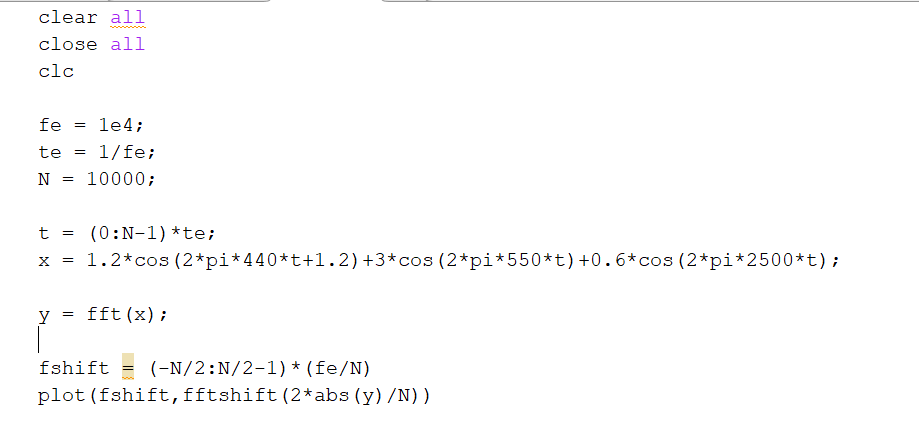 clear all
close all
clc
fe = 1e4;
te = 1/fe;
N = 10000;
t = (0:N-1)*te;
x = 1.2*cos(2*pi*440*t+1.2)+3*cos(2*pi*550*t)+0.6*cos(2*pi*2500*t);
y = fft(x);
fshift = (-N/2:N/2-1)*(fe/N)
plot(fshift,fftshift(2*abs(y)/N))